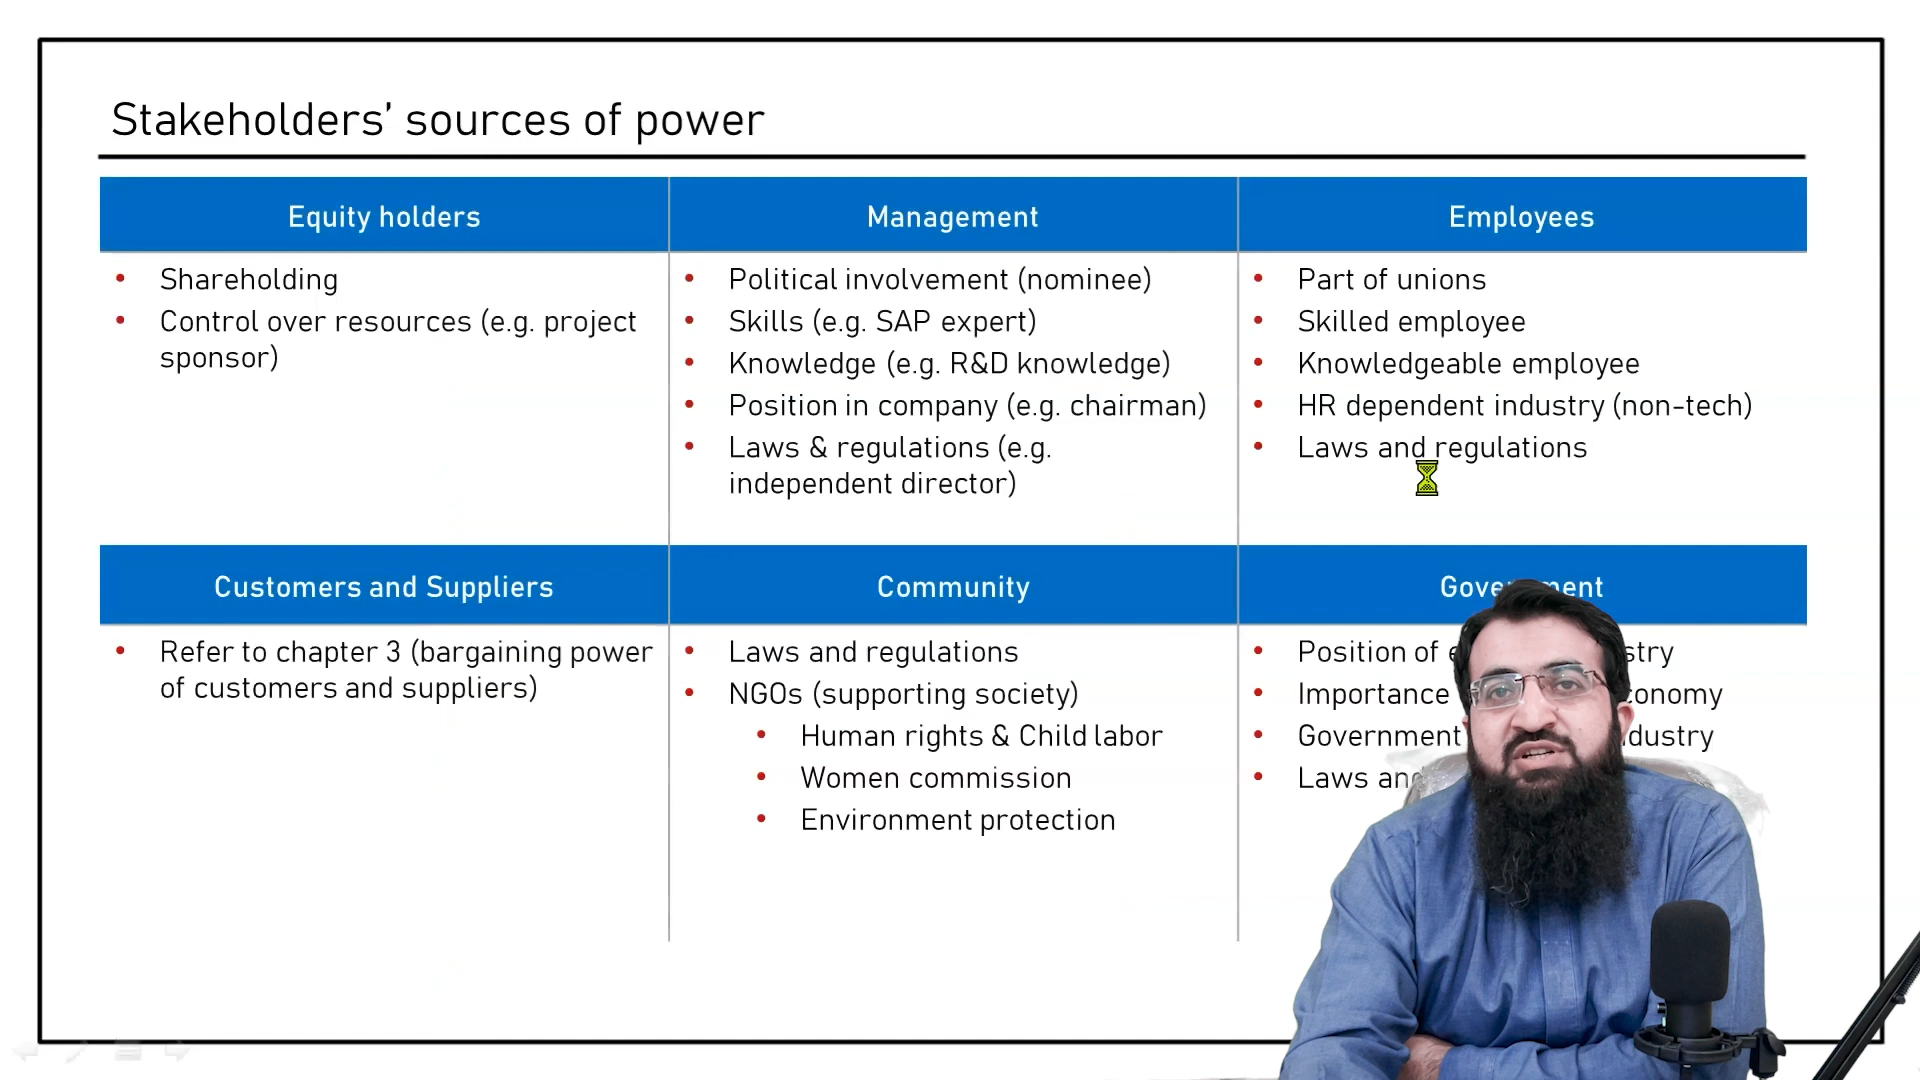 Stakeholders’ sources of power
Equity holders
• Shareholding
• Control over resources (e.g. project
sponsor)
Management
• Political involvement (nominee)
• Skills (e.g. SAP expert)
• Knowledge (e.g. R&D knowledge)
• Position in company (e.g. chairman)
• Laws & regulations (e.g.
independent director)
Employees
• Part of unions
• Skilled employee
• Knowledgeable employee
• HR dependent industry (non-tech)
• Laws and regulations
Customers and Suppliers
• Refer to chapter 3 (bargaining power
of customers and suppliers)
Community
• Laws and regulations
• NGOs (supporting society)
• Human rights & Child labor
• Women commission
• Environment protection
Government
• Position of
• Importance
• Government
• Laws and